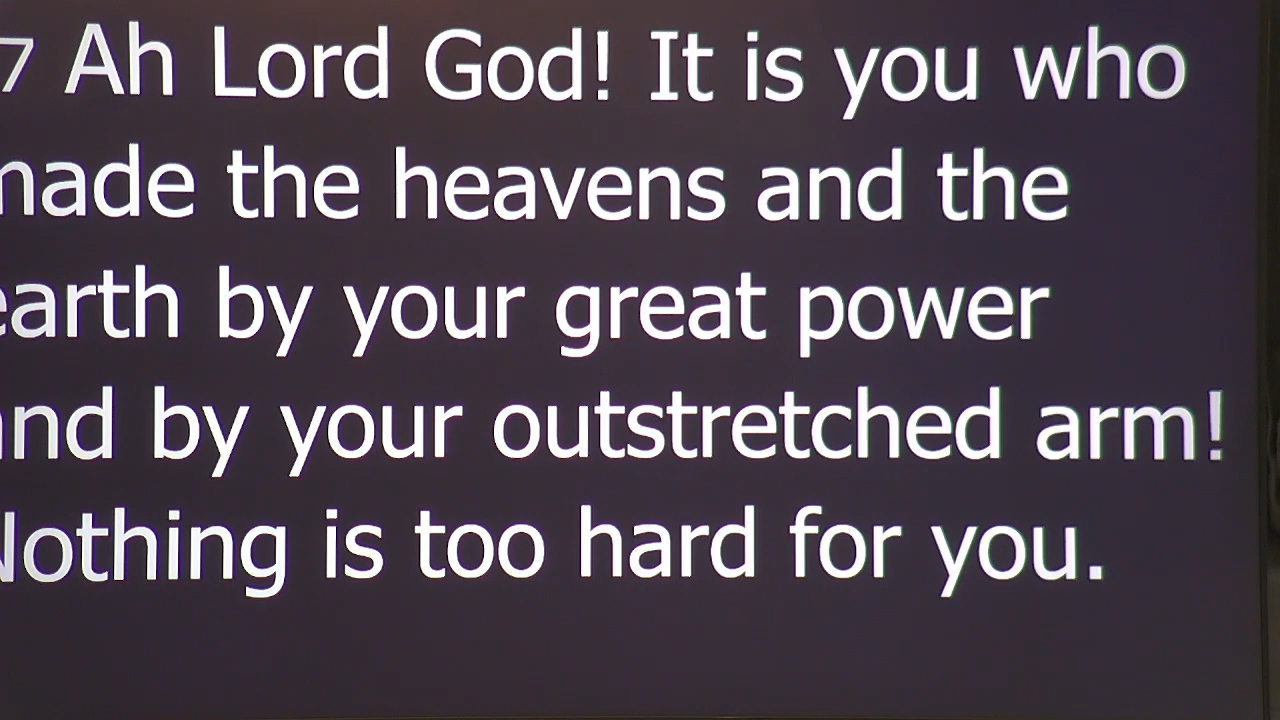 7 Ah Lord God! It is you who
made the heavens and the
earth by your great power
and by your outstretched arm!
Nothing is too hard for you.